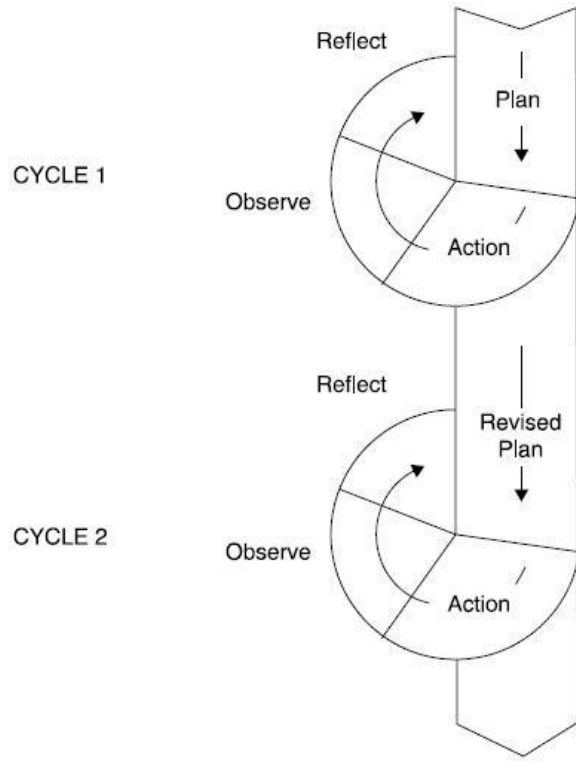 Reflect
Plan
CYCLE 1
Observe
Action
Reflect
Revised
Plan
CYCLE 2
Observe
Action